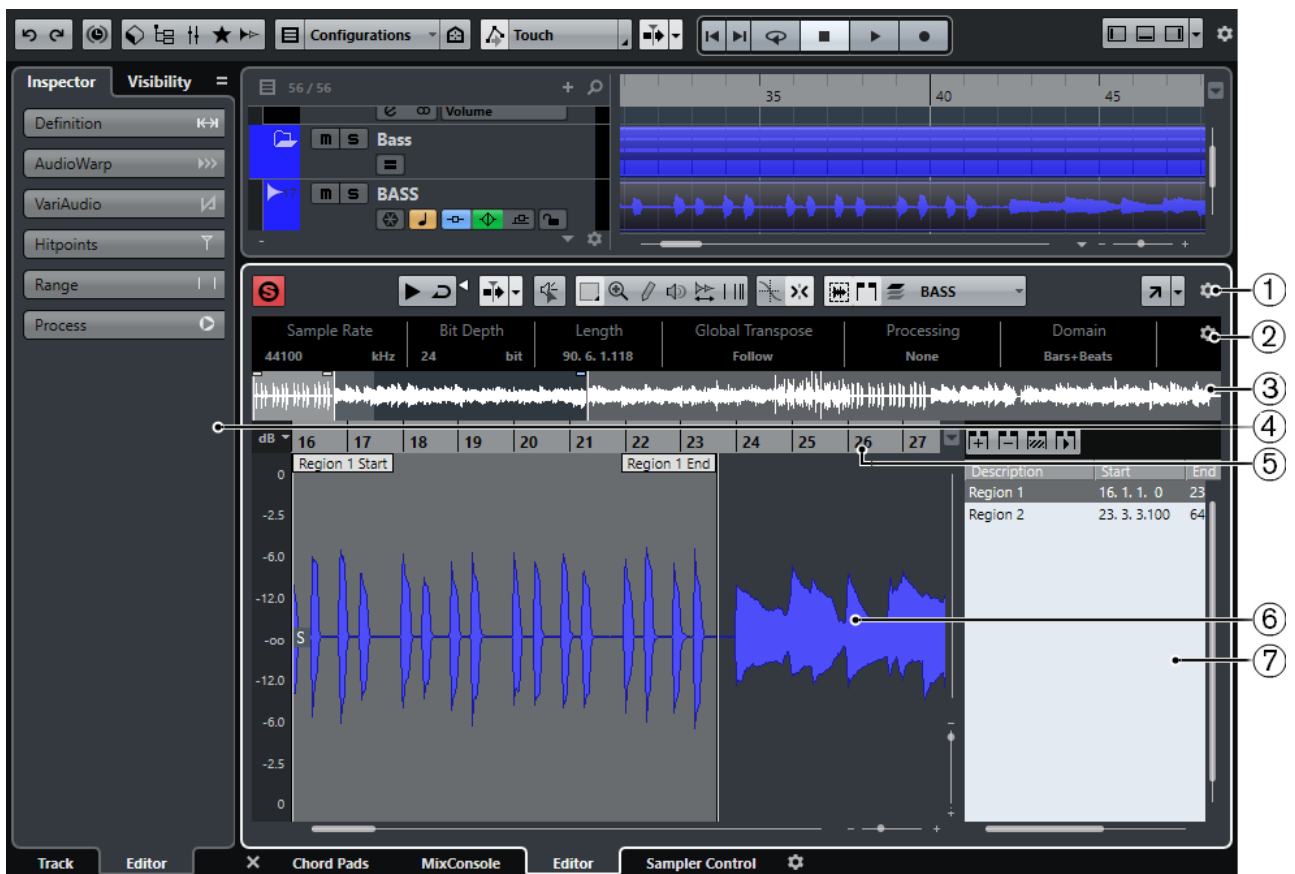 Configurations
Touch
Inspector Visibility
56 / 56
35 40 45
Definition
AudioWarp
VariAudio
Hitpoints
Range
Process
Volume
m S Bass
m S BASS
BASS
1
Sample Rate Bit Depth Length Global Transpose Processing Domain
44100 kHz 24 bit 90. 6. 1.118 Follow None Bars+Beats
2
3
4
dB 16 17 18 19 20 21 22 23 24 25 26 27
5
Region 1 Start Region 1 End
Description Start End
Region 1 16. 1. 1. 0 23
Region 2 23. 3. 3.100 64
0
-2.5
-6.0
-12.0
-oo S
-12.0
-6.0
-2.5
0
6
7
Track Editor Chord Pads MixConsole Editor Sampler Control